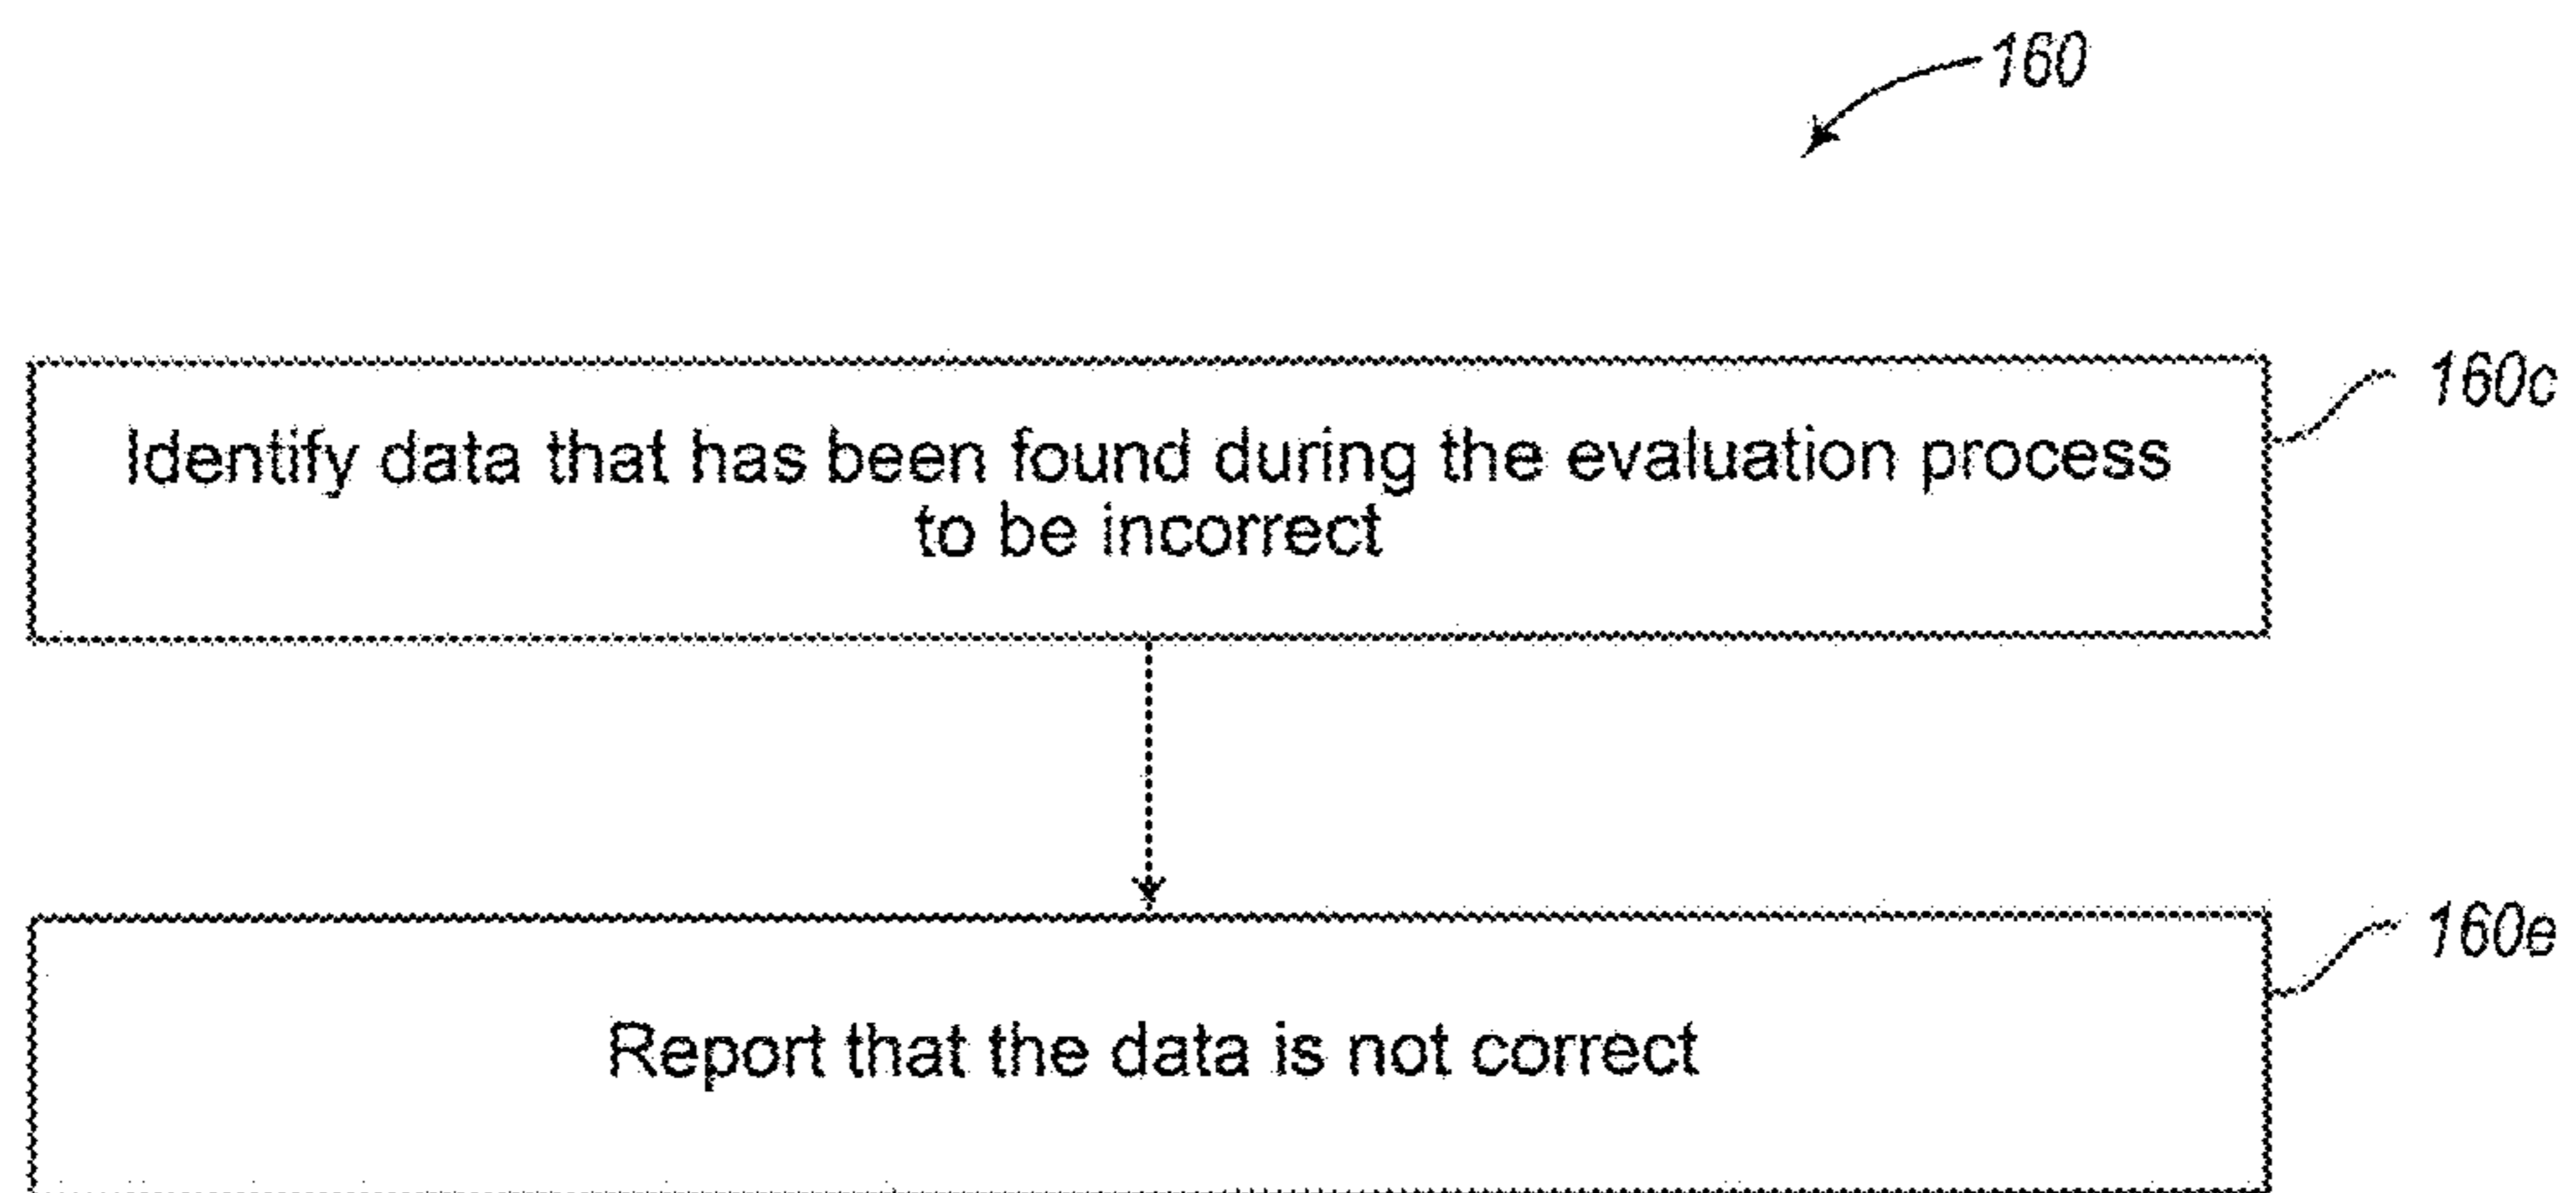 160
160c
Identify data that has been found during the evaluation process
to be incorrect
160e
Report that the data is not correct